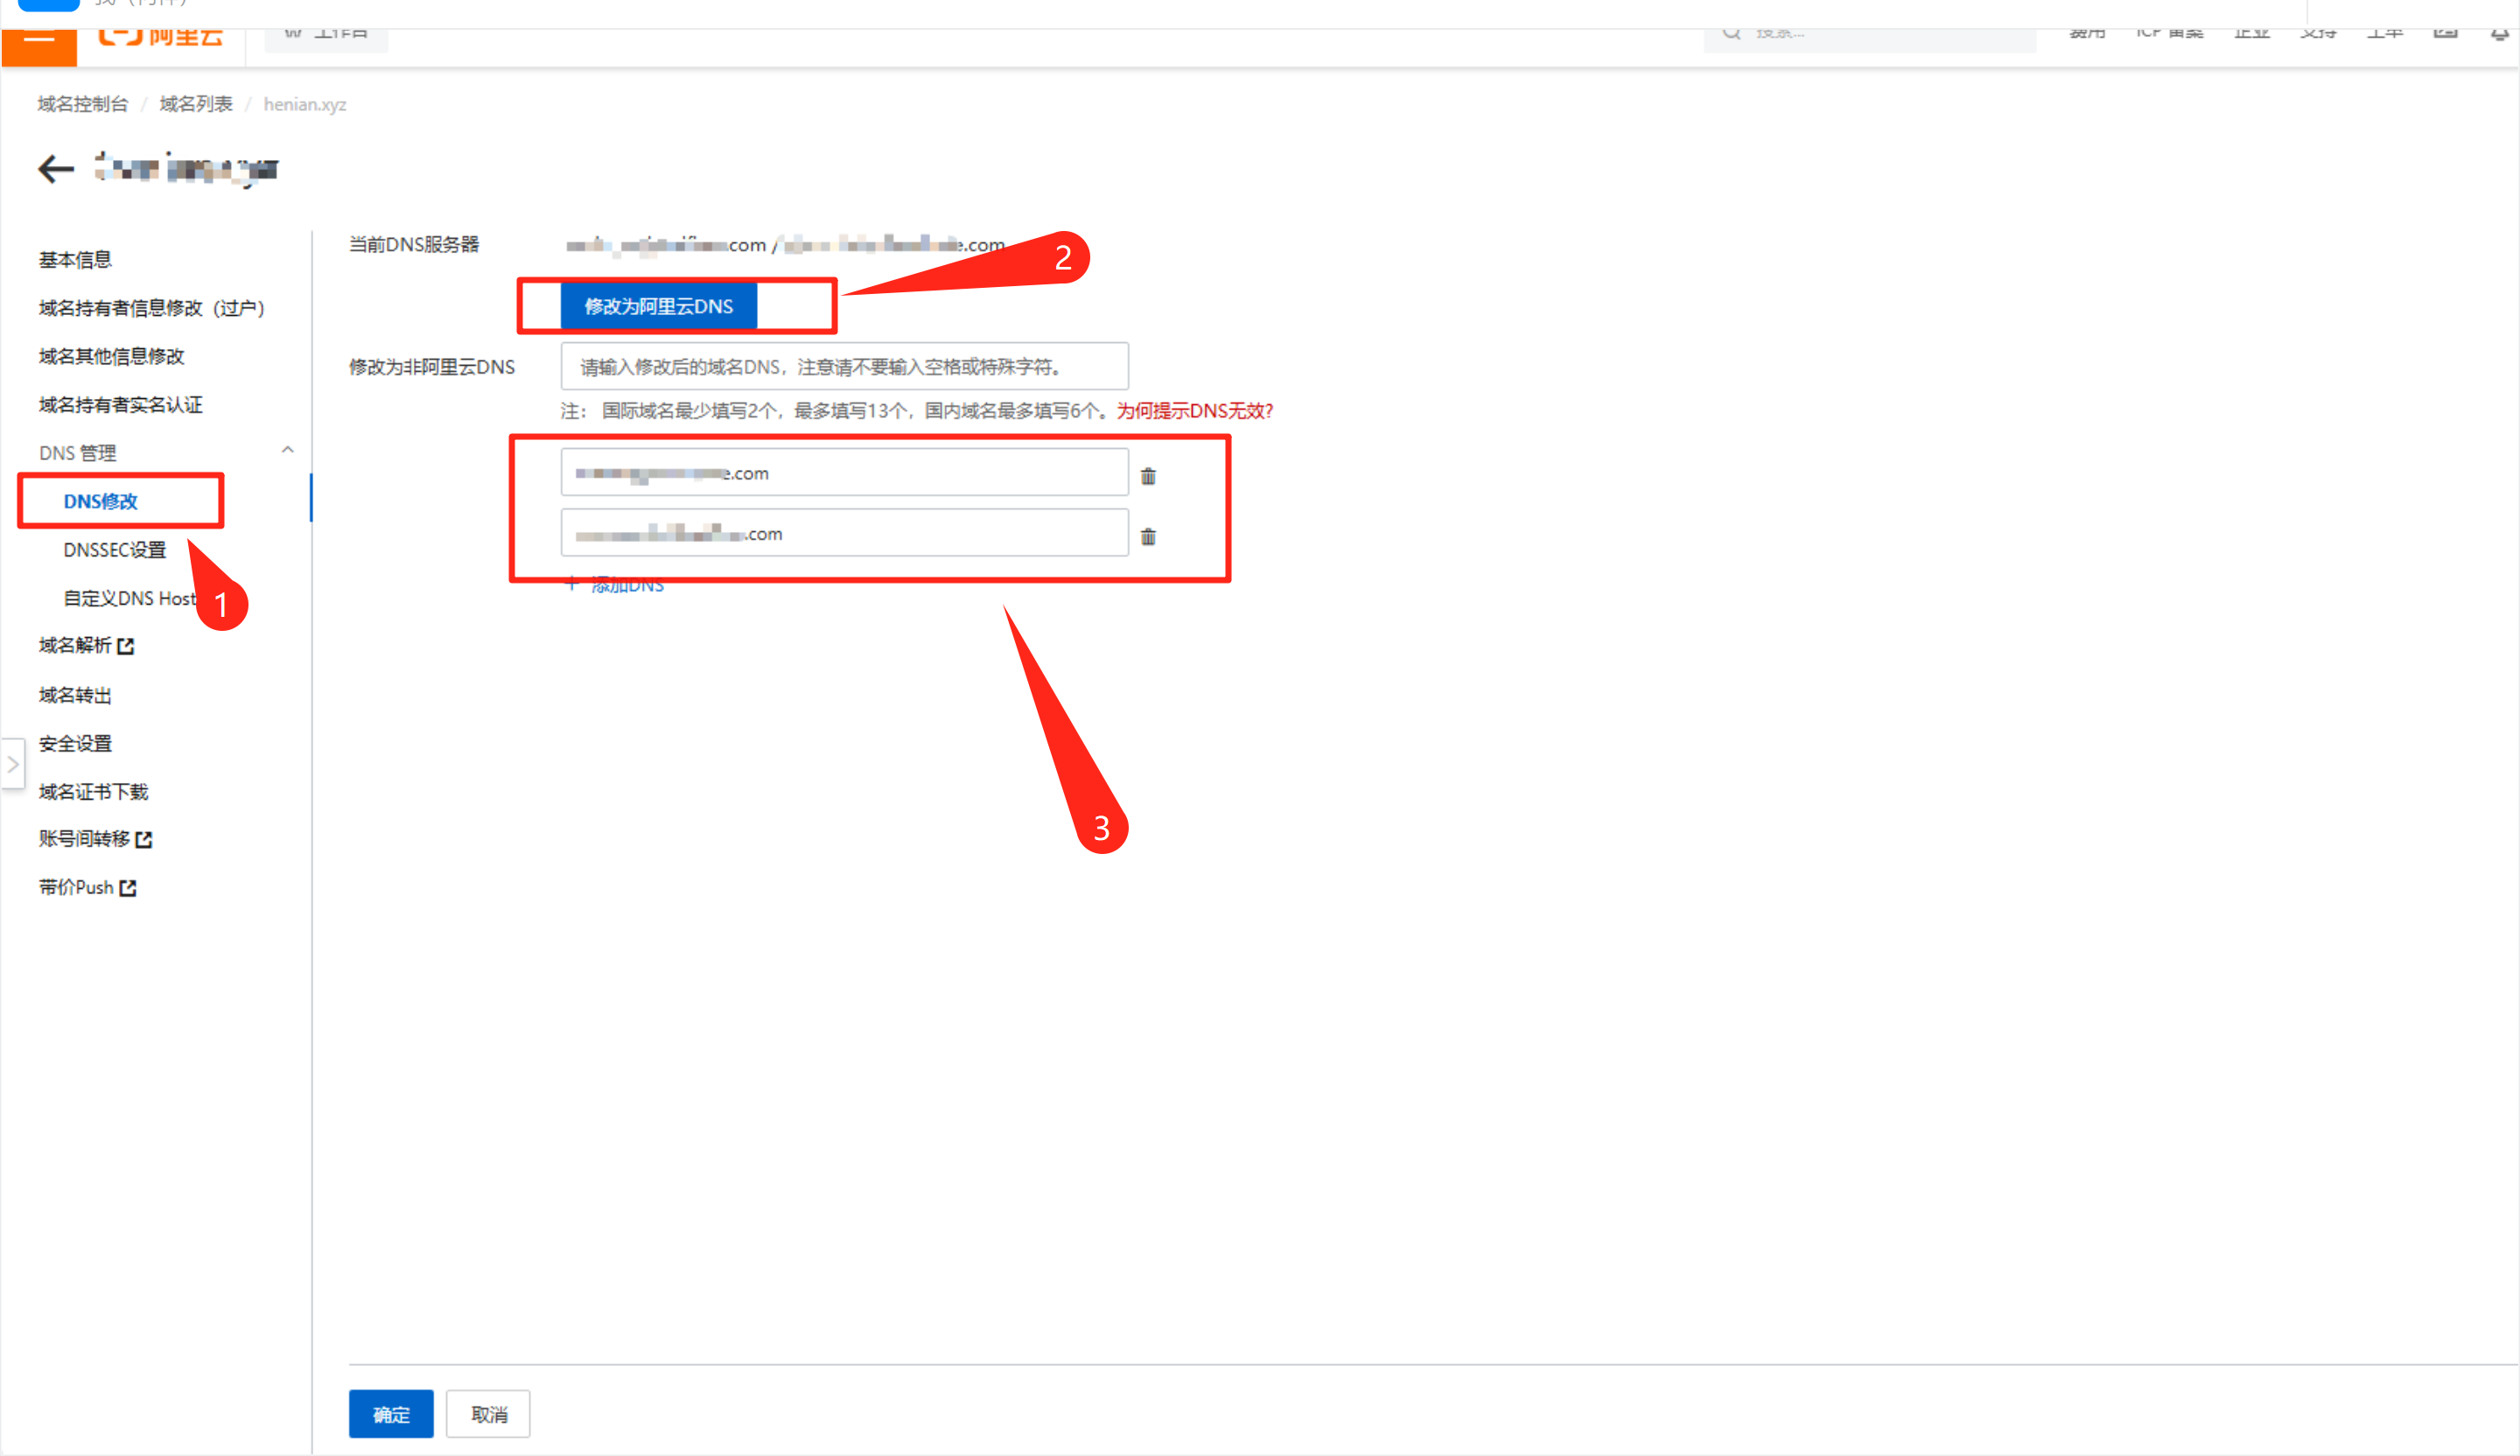 阿里云
工作台
搜索...
费用
ICP 备案
企业
支持
工单
域名控制台 / 域名列表 / henian.xyz
基本信息
域名持有者信息修改（过户）
域名其他信息修改
域名持有者实名认证
DNS 管理
DNS修改
DNSSEC设置
自定义DNS Host
1
域名解析
域名转出
安全设置
域名证书下载
账号间转移
带价Push
当前DNS服务器
.com /
e.com
2
修改为阿里云DNS
修改为非阿里云DNS
请输入修改后的域名DNS，注意请不要输入空格或特殊字符。
注： 国际域名最少填写2个，最多填写13个，国内域名最多填写6个。为何提示DNS无效?
e.com
.com
+ 添加DNS
3
确定
取消